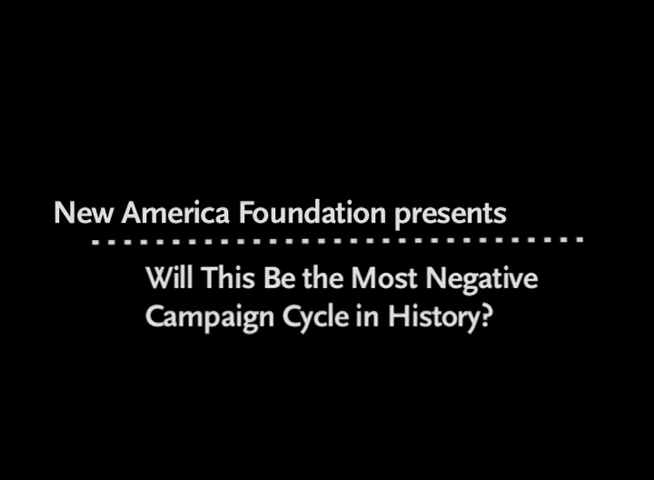 New America Foundation presents
Will This Be the Most Negative
Campaign Cycle in History?